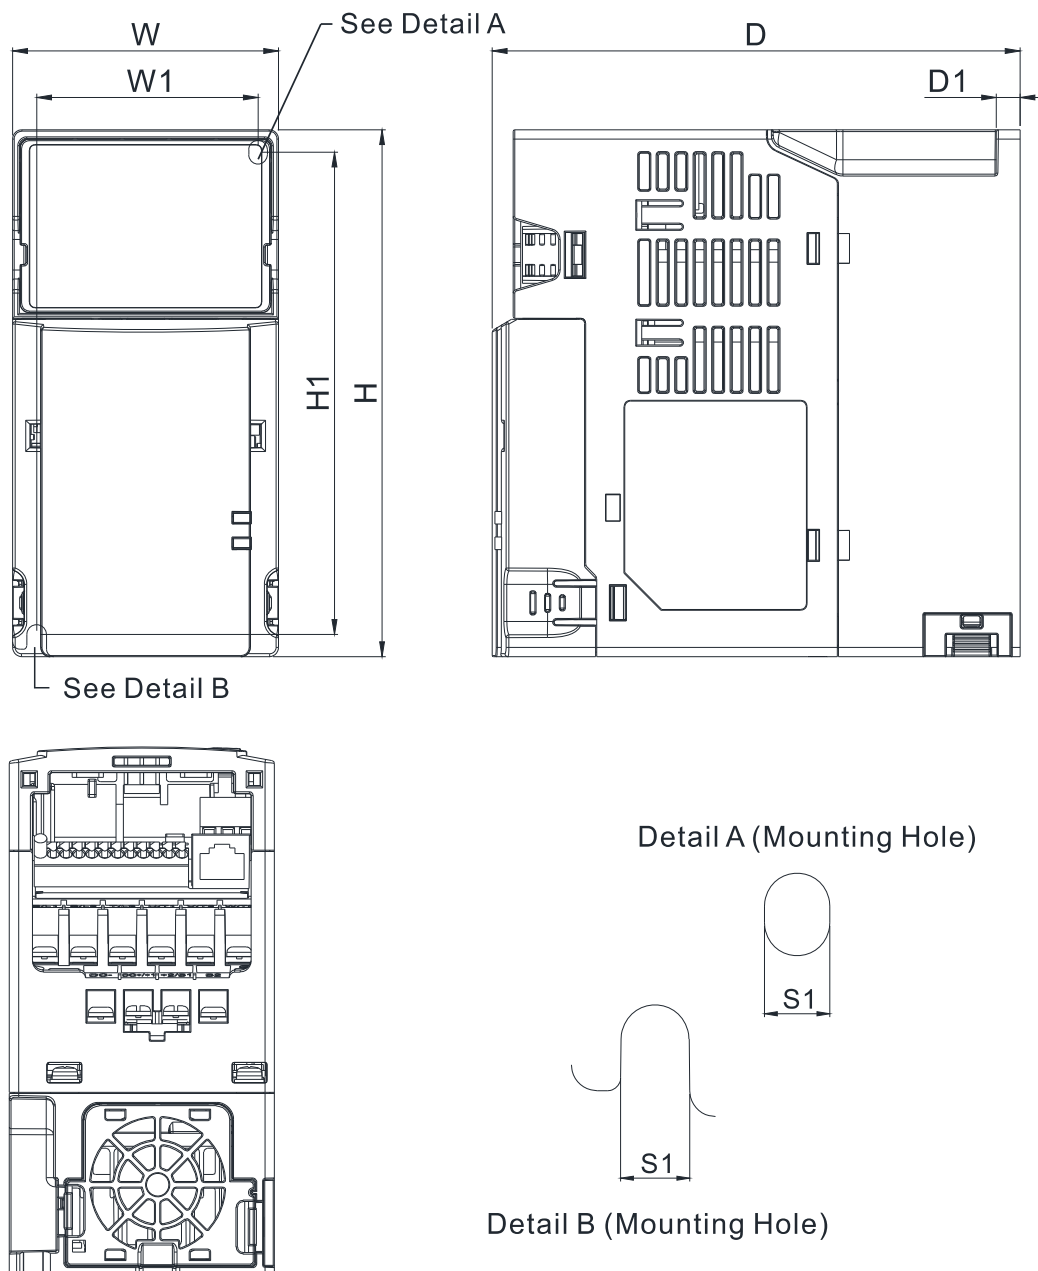 See Detail A
W
D
W1
D1
H1
H
See Detail B
Detail A (Mounting Hole)
S1
S1
Detail B (Mounting Hole)